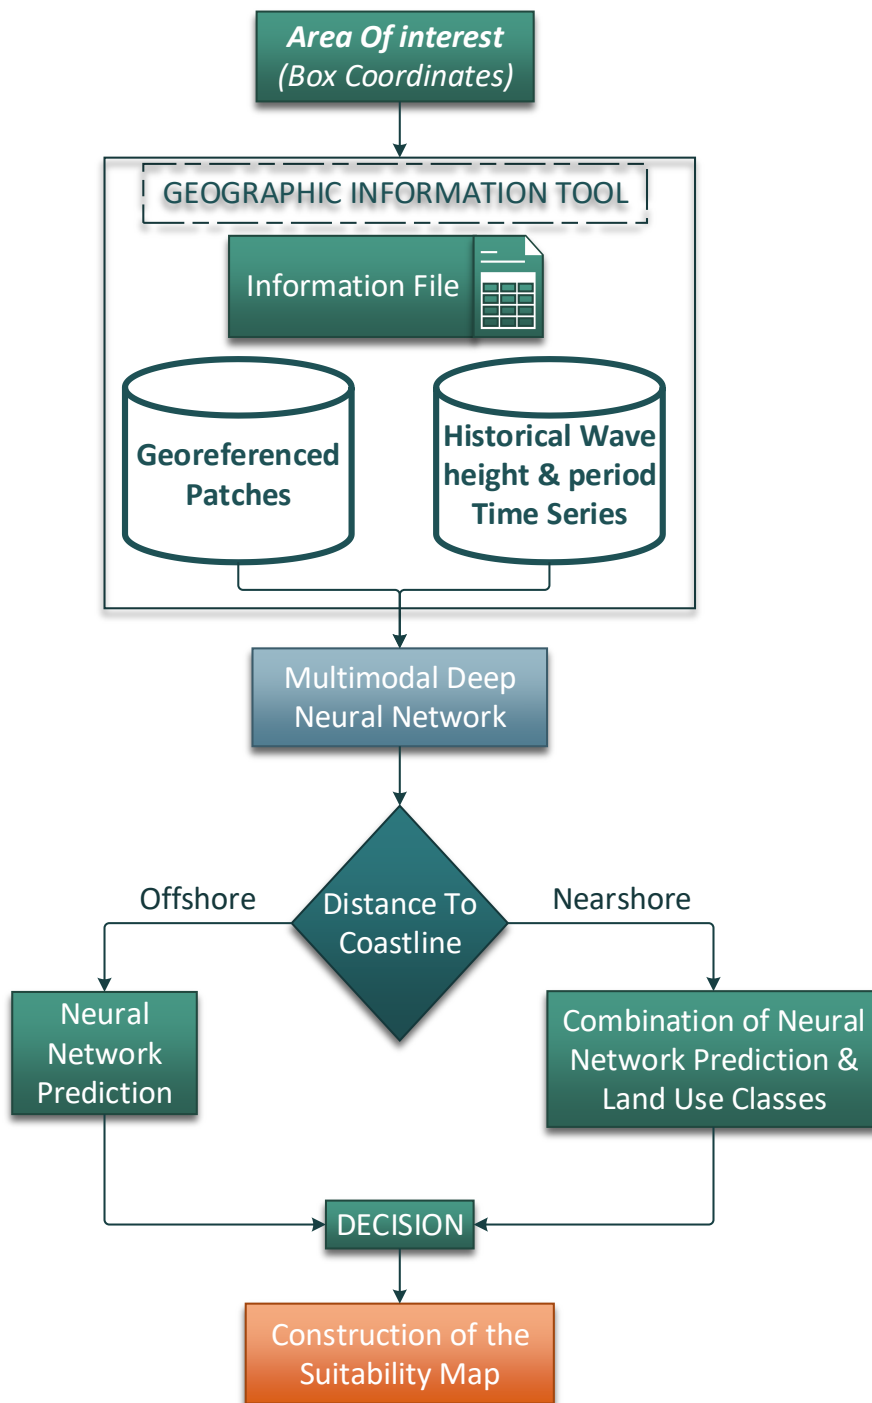 Area Of interest
(Box Coordinates)
GEOGRAPHIC INFORMATION TOOL
Information File
Georeferenced
Patches
Historical Wave
height & period
Time Series
Multimodal Deep
Neural Network
Distance To
Coastline
Offshore
Nearshore
Neural
Network
Prediction
Combination of Neural
Network Prediction &
Land Use Classes
DECISION
Construction of the
Suitability Map